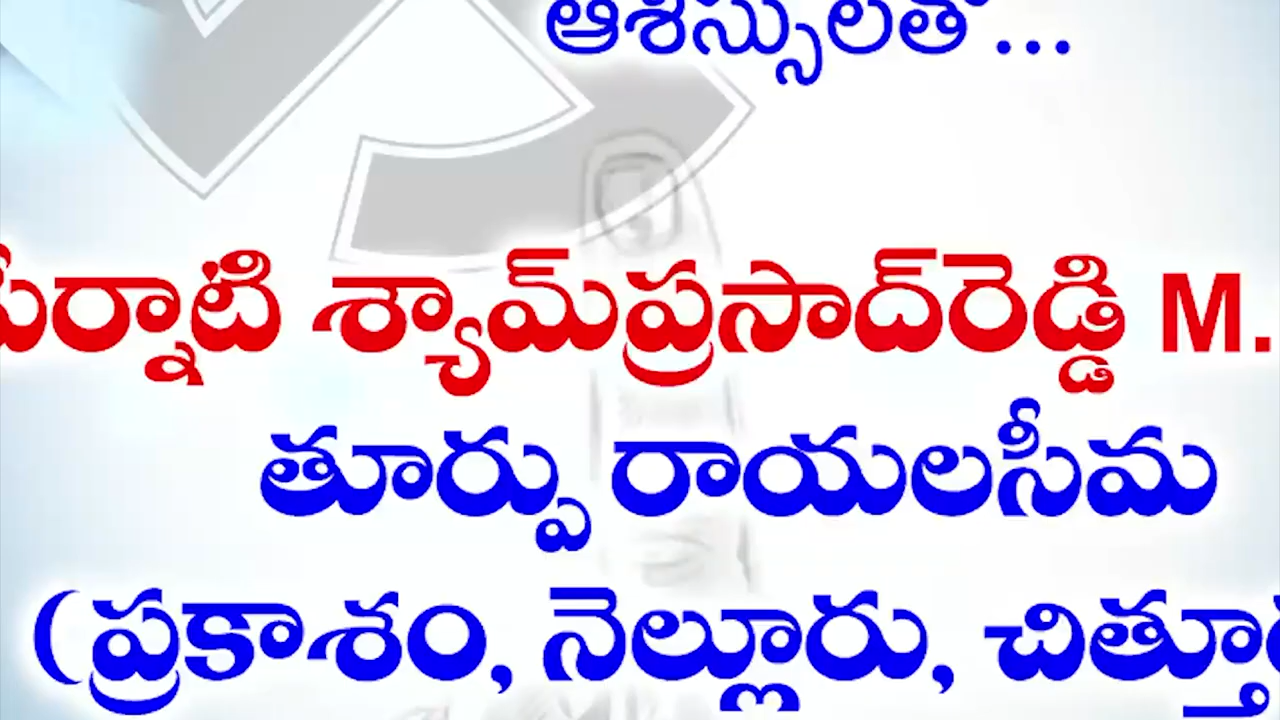 ఆశీస్సులతో...
పేర్నాటి శ్యామ్‌ప్రసాద్‌రెడ్డి M.
తూర్పు రాయలసీమ
(ప్రకాశం, నెల్లూరు,